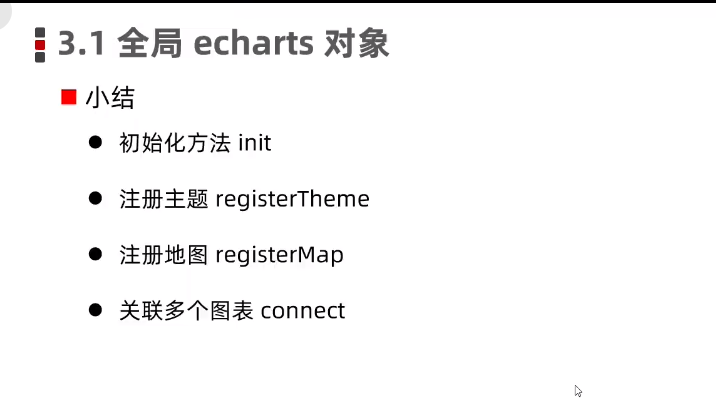 3.1 全局 echarts 对象
小结
初始化方法 init
注册主题 registerTheme
注册地图 registerMap
关联多个图表 connect